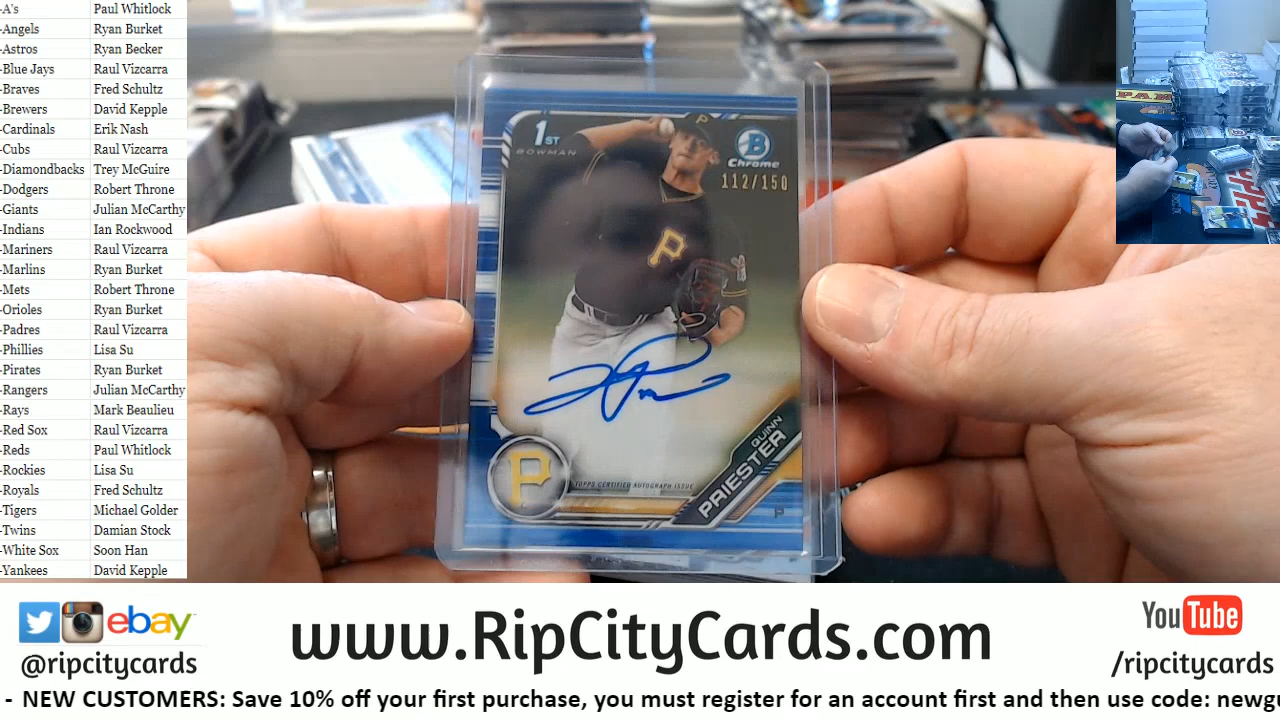 -A's Paul Whitlock
-Angels Ryan Burket
-Astros Ryan Becker
-Blue Jays Raul Vizcarra
-Braves Fred Schultz
-Brewers David Kepple
-Cardinals Erik Nash
-Cubs Raul Vizcarra
-Diamondbacks Trey McGuire
-Dodgers Robert Throne
-Giants Julian McCarthy
-Indians Ian Rockwood
-Mariners Raul Vizcarra
-Marlins Ryan Burket
-Mets Robert Throne
-Orioles Ryan Burket
-Padres Raul Vizcarra
-Phillies Lisa Su
-Pirates Ryan Burket
-Rangers Julian McCarthy
-Rays Mark Beaulieu
-Red Sox Raul Vizcarra
-Reds Paul Whitlock
-Rockies Lisa Su
-Royals Fred Schultz
-Tigers Michael Golder
-Twins Damian Stock
-White Sox Soon Han
-Yankees David Kepple
1ST
BOWMAN
B
Chrome
112/150
P
P
P
TOPPS CERTIFIED AUTOGRAPH ISSUE
QUINN
PRIESTER
P
ebay
@ripcitycards
www.RipCityCards.com
YouTube
/ripcitycards
- NEW CUSTOMERS: Save 10% off your first purchase, you must register for an account first and then use code: newgu